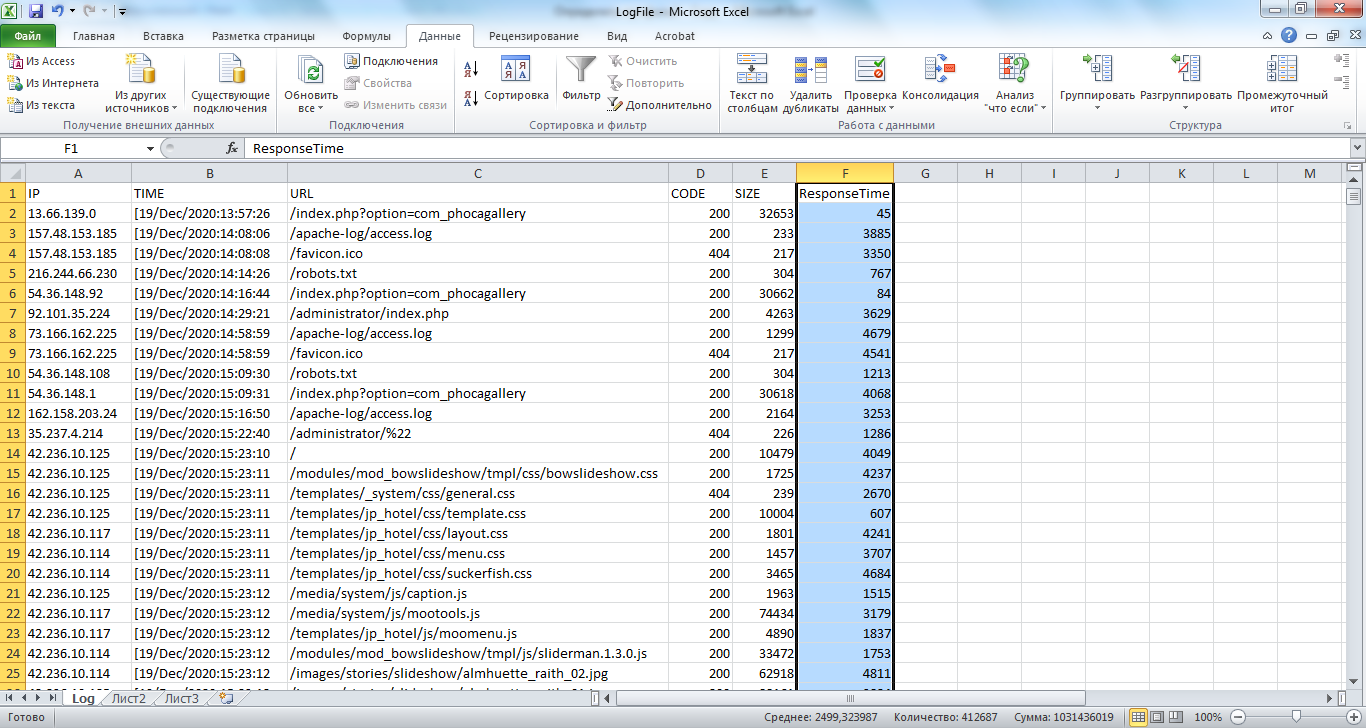 LogFile - Microsoft Excel
Файл Главная Вставка Разметка страницы Формулы Данные Рецензирование Вид Acrobat
Из Access
Из Интернета
Из текста
Из других источников
Существующие подключения
Получение внешних данных
Обновить все
Подключения
Свойства
Изменить связи
Подключения
Сортировка
Фильтр
Очистить
Повторить
Дополнительно
Сортировка и фильтр
Текст по столбцам
Удалить дубликаты
Проверка данных
Консолидация
Анализ "что если"
Работа с данными
Группировать
Разгруппировать
Промежуточный итог
Структура
F1 fx ResponseTime
A B C D E F G H I J K L M
1 IP TIME URL CODE SIZE ResponseTime
2 13.66.139.0 [19/Dec/2020:13:57:26 /index.php?option=com_phocagallery 200 32653 45
3 157.48.153.185 [19/Dec/2020:14:08:06 /apache-log/access.log 200 233 3885
4 157.48.153.185 [19/Dec/2020:14:08:08 /favicon.ico 404 217 3350
5 216.244.66.230 [19/Dec/2020:14:14:26 /robots.txt 200 304 767
6 54.36.148.92 [19/Dec/2020:14:16:44 /index.php?option=com_phocagallery 200 30662 84
7 92.101.35.224 [19/Dec/2020:14:29:21 /administrator/index.php 200 4263 3629
8 73.166.162.225 [19/Dec/2020:14:58:59 /apache-log/access.log 200 1299 4679
9 73.166.162.225 [19/Dec/2020:14:58:59 /favicon.ico 404 217 4541
10 54.36.148.108 [19/Dec/2020:15:09:30 /robots.txt 200 304 1213
11 54.36.148.1 [19/Dec/2020:15:09:31 /index.php?option=com_phocagallery 200 30618 4068
12 162.158.203.24 [19/Dec/2020:15:16:50 /apache-log/access.log 200 2164 3253
13 35.237.4.214 [19/Dec/2020:15:22:40 /administrator/%22 404 226 1286
14 42.236.10.125 [19/Dec/2020:15:23:10 / 200 10479 4049
15 42.236.10.125 [19/Dec/2020:15:23:11 /modules/mod_bowslideshow/tmpl/css/bowslideshow.css 200 1725 4237
16 42.236.10.125 [19/Dec/2020:15:23:11 /templates/_system/css/general.css 404 239 2670
17 42.236.10.125 [19/Dec/2020:15:23:11 /templates/jp_hotel/css/template.css 200 10004 607
18 42.236.10.117 [19/Dec/2020:15:23:11 /templates/jp_hotel/css/layout.css 200 1801 4241
19 42.236.10.114 [19/Dec/2020:15:23:11 /templates/jp_hotel/css/menu.css 200 1457 3707
20 42.236.10.114 [19/Dec/2020:15:23:11 /templates/jp_hotel/css/suckerfish.css 200 3465 4684
21 42.236.10.125 [19/Dec/2020:15:23:12 /media/system/js/caption.js 200 1963 1515
22 42.236.10.117 [19/Dec/2020:15:23:12 /media/system/js/mootools.js 200 74434 3179
23 42.236.10.117 [19/Dec/2020:15:23:12 /templates/jp_hotel/js/moomenu.js 200 4890 1837
24 42.236.10.114 [19/Dec/2020:15:23:12 /modules/mod_bowslideshow/tmpl/js/sliderman.1.3.0.js 200 33472 1753
25 42.236.10.114 [19/Dec/2020:15:23:12 /images/stories/slideshow/almhuette_raith_02.jpg 200 62918 4811
Log Лист2 Лист3
Готово Среднее: 2499,323987 Количество: 412687 Сумма: 1031436019 100%